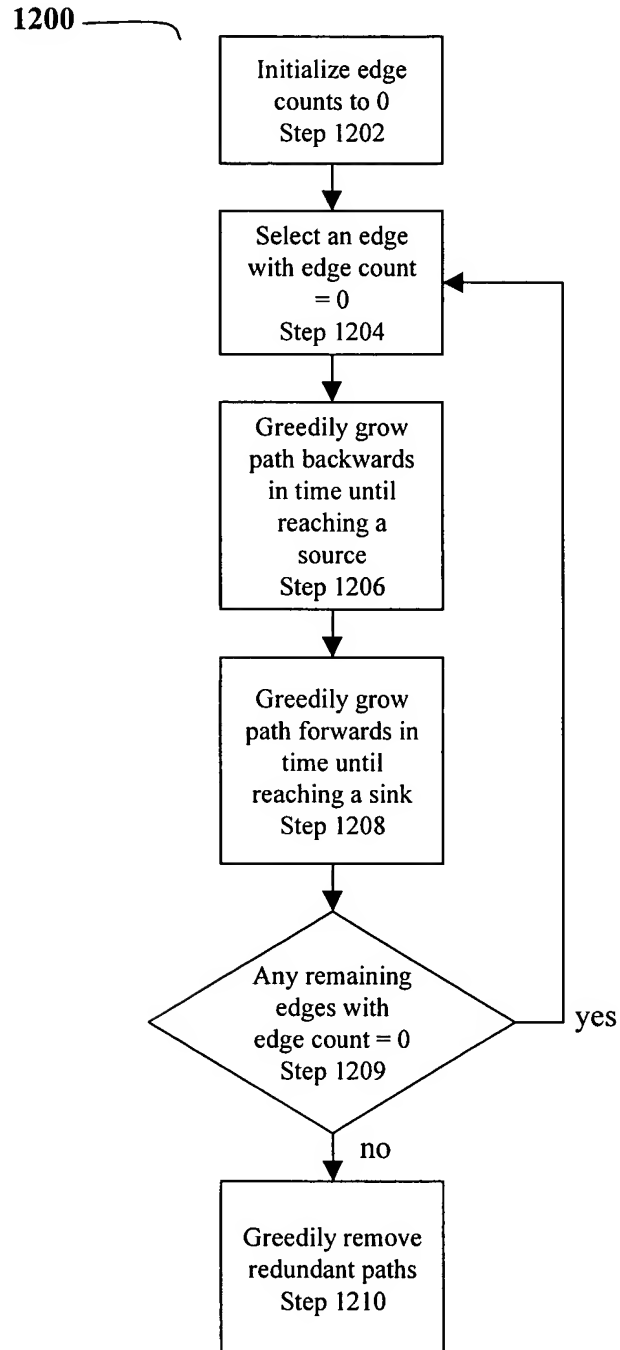 1200
Initialize edge
counts to 0
Step 1202
Select an edge
with edge count
= 0
Step 1204
Greedily grow
path backwards
in time until
reaching a
source
Step 1206
Greedily grow
path forwards in
time until
reaching a sink
Step 1208
Any remaining
edges with
edge count = 0
Step 1209
yes
no
Greedily remove
redundant paths
Step 1210